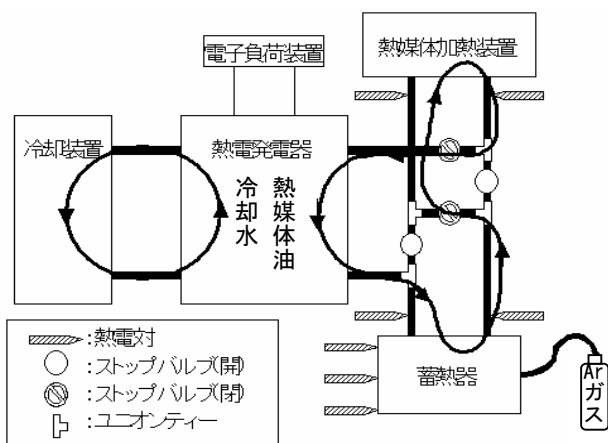 電子負荷装置
熱媒体加熱装置
冷却装置
熱電発電器
冷却水
熱媒体油
:熱電対
:ストップバルブ(開)
:ストップバルブ(閉)
:ユニオンティー
蓄熱器
Arガス